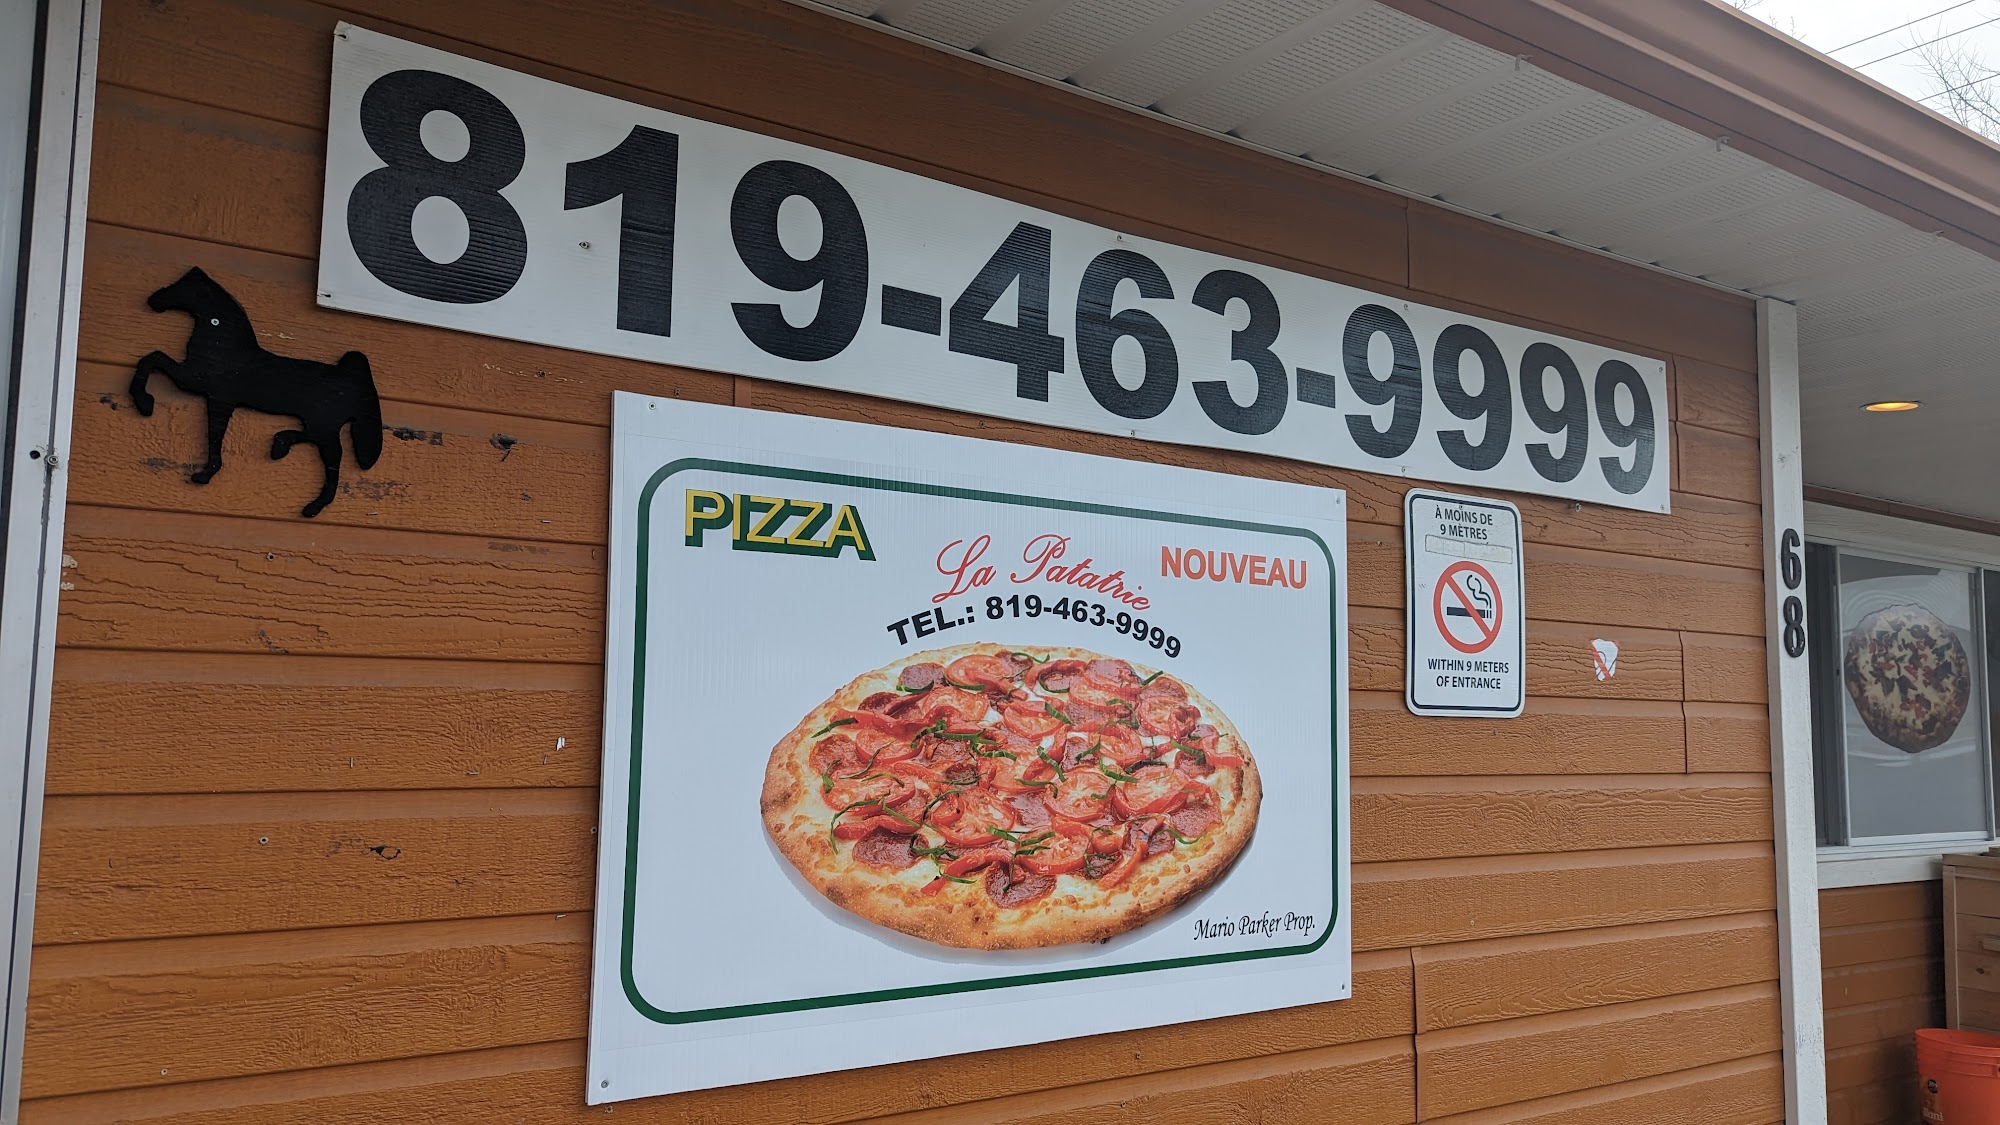 819-463-9999
PIZZA
La Patatrie
NOUVEAU
TEL.: 819-463-9999
Mario Parker Prop.
À MOINS DE
9 MÈTRES
WITHIN 9 METERS
OF ENTRANCE
68